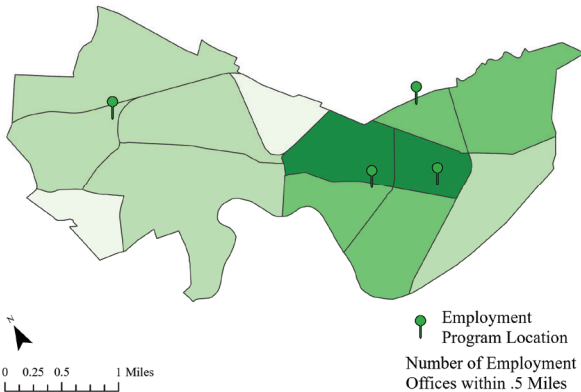 Employment
Program Location
Number of Employment
Offices within .5 Miles
N
0 0.25 0.5 1 Miles